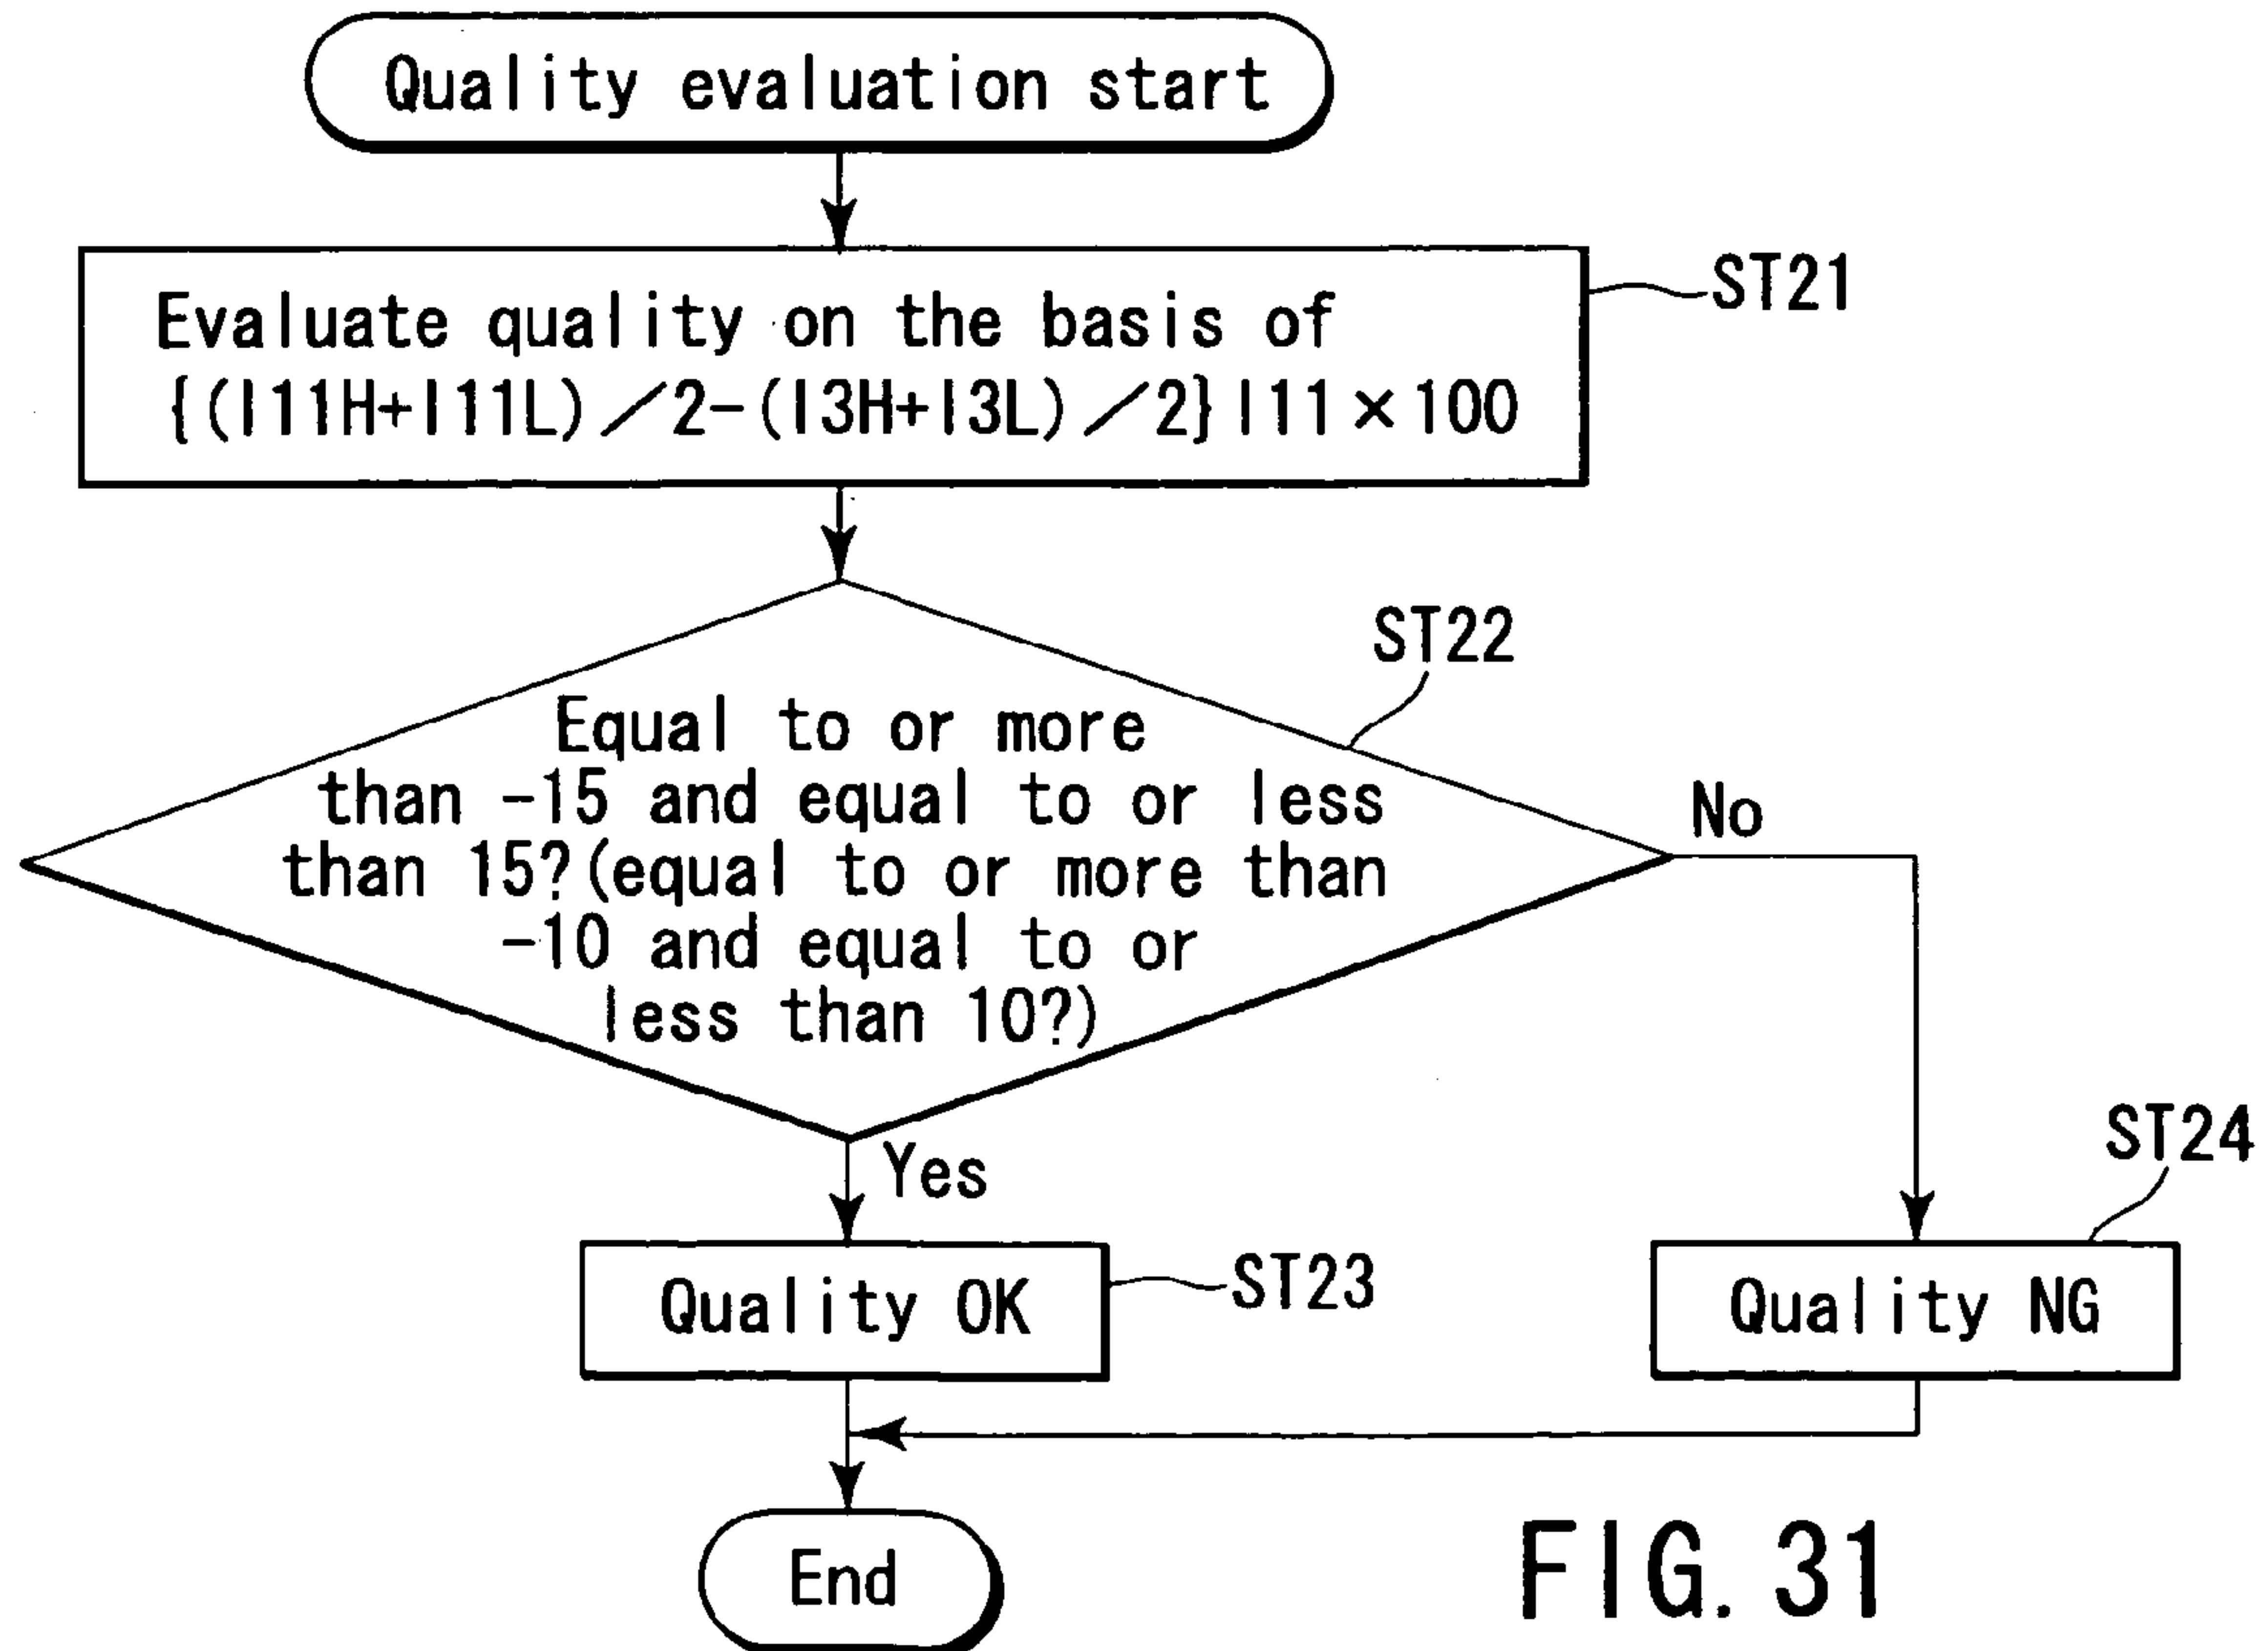 Quality evaluation start
ST21
Evaluate quality on the basis of
{(I11H+I11L)/2-(I3H+I3L)/2}I11×100
ST22
Equal to or more
than -15 and equal to or less
than 15?(equal to or more than
-10 and equal to or
less than 10?)
No
Yes
ST24
Quality OK
ST23
Quality NG
End
FIG. 31